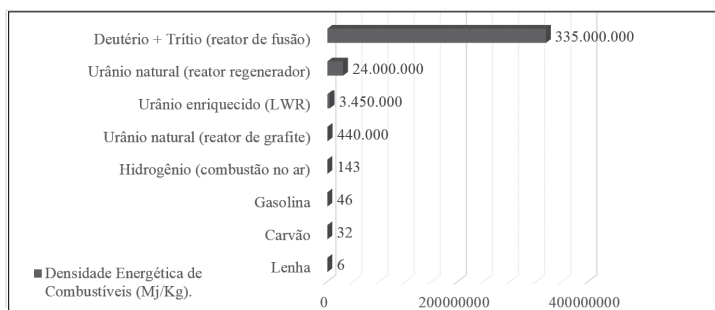 Deutério + Trítio (reator de fusão) 335.000.000
Urânio natural (reator regenerador) 24.000.000
Urânio enriquecido (LWR) 3.450.000
Urânio natural (reator de grafite) 440.000
Hidrogênio (combustão no ar) 143
Gasolina 46
Carvão 32
Lenha 6
Densidade Energética de
Combustíveis (Mj/Kg).
0 200000000 400000000